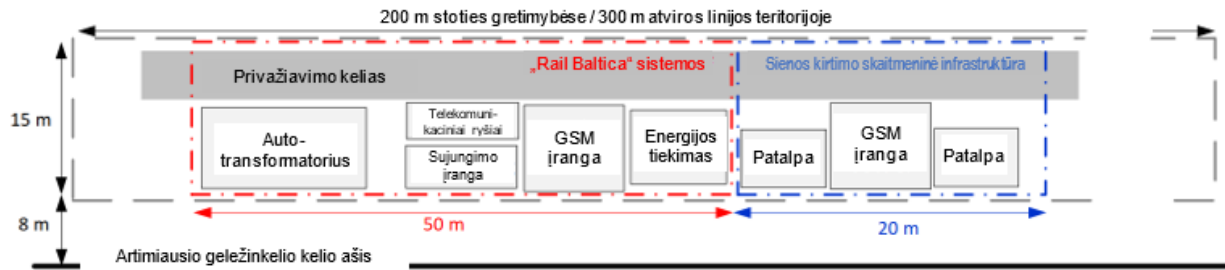 200 m stoties gretimybėse / 300 m atviros linijos teritorijoje
Privažiavimo kelias
„Rail Baltica“ sistemos
Sienos kirtimo skaitmeninė infrastruktūra
15 m
Auto-
transformatorius
Telekomuni-
kaciniai ryšiai
Sujungimo
įranga
GSM
įranga
Energijos
tiekimas
Patalpa
GSM
įranga
Patalpa
8 m
50 m
20 m
Artimiausio geležinkelio kelio ašis